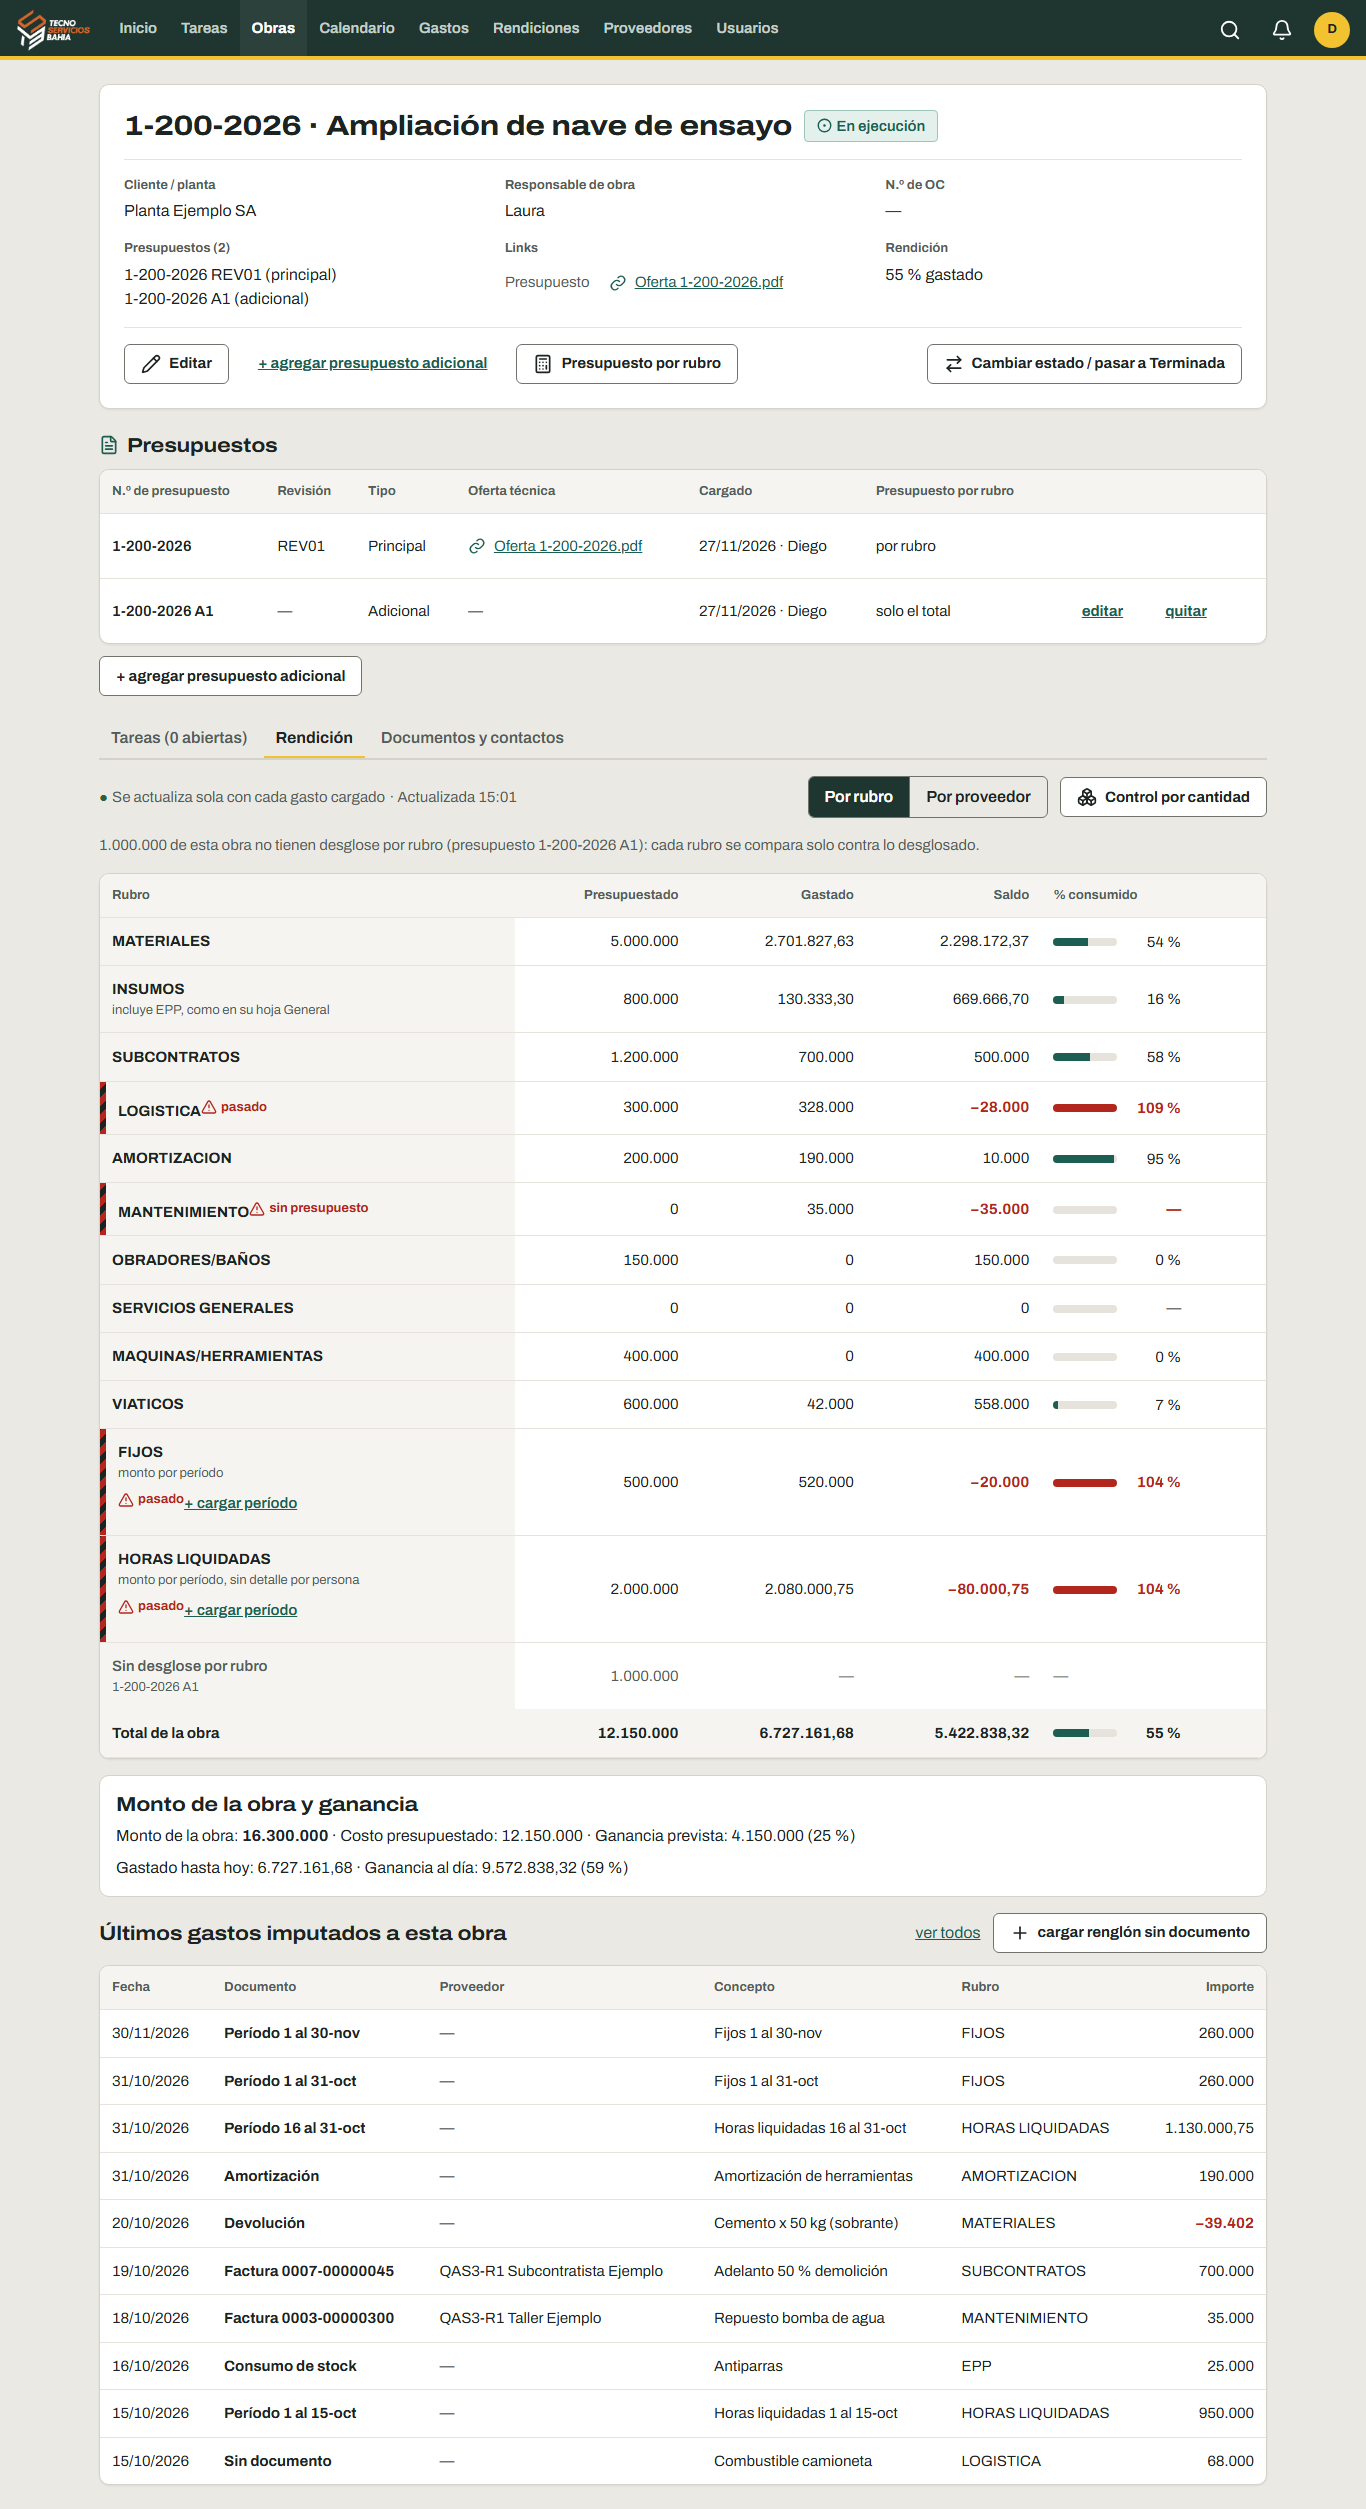 TECNO SERVICIOS BAHIA
Inicio Tareas Obras Calendario Gastos Rendiciones Proveedores Usuarios D
1-200-2026 · Ampliación de nave de ensayo En ejecución
Cliente / planta Responsable de obra N.º de OC
Planta Ejemplo SA Laura —
Presupuestos (2) Links Rendición
1-200-2026 REV01 (principal) Presupuesto Oferta 1-200-2026.pdf 55 % gastado
1-200-2026 A1 (adicional)
Editar + agregar presupuesto adicional Presupuesto por rubro Cambiar estado / pasar a Terminada
Presupuestos
N.º de presupuesto Revisión Tipo Oferta técnica Cargado Presupuesto por rubro
1-200-2026 REV01 Principal Oferta 1-200-2026.pdf 27/11/2026 · Diego por rubro
1-200-2026 A1 — Adicional — 27/11/2026 · Diego solo el total editar quitar
+ agregar presupuesto adicional
Tareas (0 abiertas) Rendición Documentos y contactos
● Se actualiza sola con cada gasto cargado · Actualizada 15:01 Por rubro Por proveedor Control por cantidad
1.000.000 de esta obra no tienen desglose por rubro (presupuesto 1-200-2026 A1): cada rubro se compara solo contra lo desglosado.
Rubro Presupuestado Gastado Saldo % consumido
MATERIALES 5.000.000 2.701.827,63 2.298.172,37 54 %
INSUMOS
incluye EPP, como en su hoja General 800.000 130.333,30 669.666,70 16 %
SUBCONTRATOS 1.200.000 700.000 500.000 58 %
LOGISTICA pasado 300.000 328.000 −28.000 109 %
AMORTIZACION 200.000 190.000 10.000 95 %
MANTENIMIENTO sin presupuesto 0 35.000 −35.000 —
OBRADORES/BAÑOS 150.000 0 150.000 0 %
SERVICIOS GENERALES 0 0 0 —
MAQUINAS/HERRAMIENTAS 400.000 0 400.000 0 %
VIATICOS 600.000 42.000 558.000 7 %
FIJOS
monto por período
pasado + cargar período 500.000 520.000 −20.000 104 %
HORAS LIQUIDADAS
monto por período, sin detalle por persona
pasado + cargar período 2.000.000 2.080.000,75 −80.000,75 104 %
Sin desglose por rubro
1-200-2026 A1 1.000.000 — — —
Total de la obra 12.150.000 6.727.161,68 5.422.838,32 55 %
Monto de la obra y ganancia
Monto de la obra: 16.300.000 · Costo presupuestado: 12.150.000 · Ganancia prevista: 4.150.000 (25 %)
Gastado hasta hoy: 6.727.161,68 · Ganancia al día: 9.572.838,32 (59 %)
Últimos gastos imputados a esta obra ver todos + cargar renglón sin documento
Fecha Documento Proveedor Concepto Rubro Importe
30/11/2026 Período 1 al 30-nov — Fijos 1 al 30-nov FIJOS 260.000
31/10/2026 Período 1 al 31-oct — Fijos 1 al 31-oct FIJOS 260.000
31/10/2026 Período 16 al 31-oct — Horas liquidadas 16 al 31-oct HORAS LIQUIDADAS 1.130.000,75
31/10/2026 Amortización — Amortización de herramientas AMORTIZACION 190.000
20/10/2026 Devolución — Cemento x 50 kg (sobrante) MATERIALES −39.402
19/10/2026 Factura 0007-00000045 QAS3-R1 Subcontratista Ejemplo Adelanto 50 % demolición SUBCONTRATOS 700.000
18/10/2026 Factura 0003-00000300 QAS3-R1 Taller Ejemplo Repuesto bomba de agua MANTENIMIENTO 35.000
16/10/2026 Consumo de stock — Antiparras EPP 25.000
15/10/2026 Período 1 al 15-oct — Horas liquidadas 1 al 15-oct HORAS LIQUIDADAS 950.000
15/10/2026 Sin documento — Combustible camioneta LOGISTICA 68.000